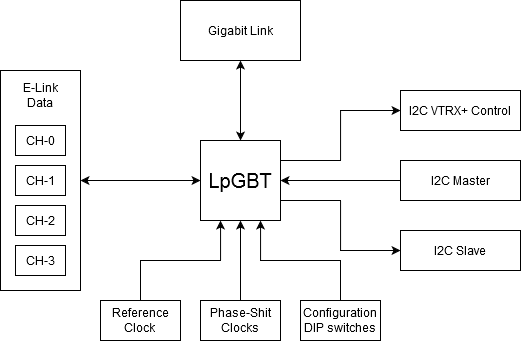 Gigabit Link
E-Link
Data
CH-0
CH-1
CH-2
CH-3
LpGBT
I2C VTRX+ Control
I2C Master
I2C Slave
Reference
Clock
Phase-Shit
Clocks
Configuration
DIP switches